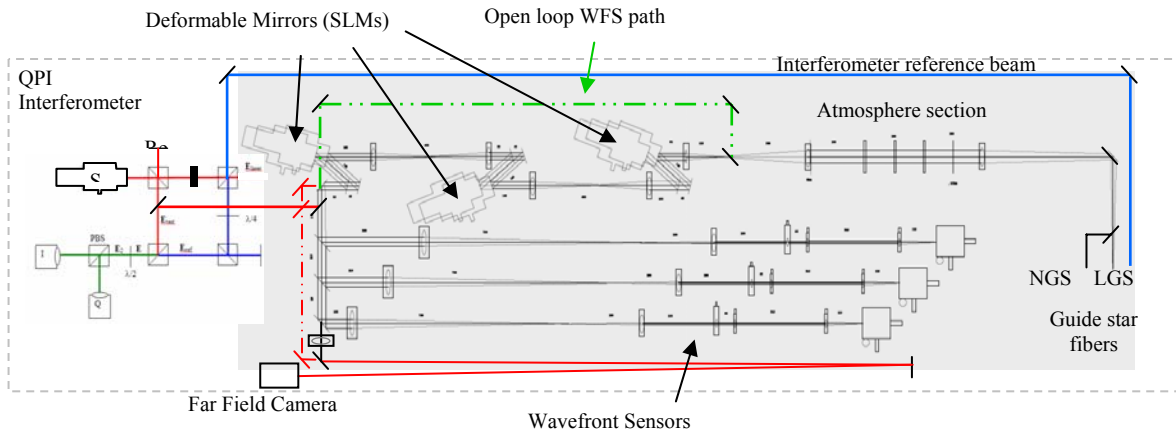 Deformable Mirrors (SLMs)
Open loop WFS path
QPI
Interferometer
Interferometer reference beam
Atmosphere section
S
λ/4
PBS
λ/2
I
Q
NGS
LGS
Guide star
fibers
Far Field Camera
Wavefront Sensors